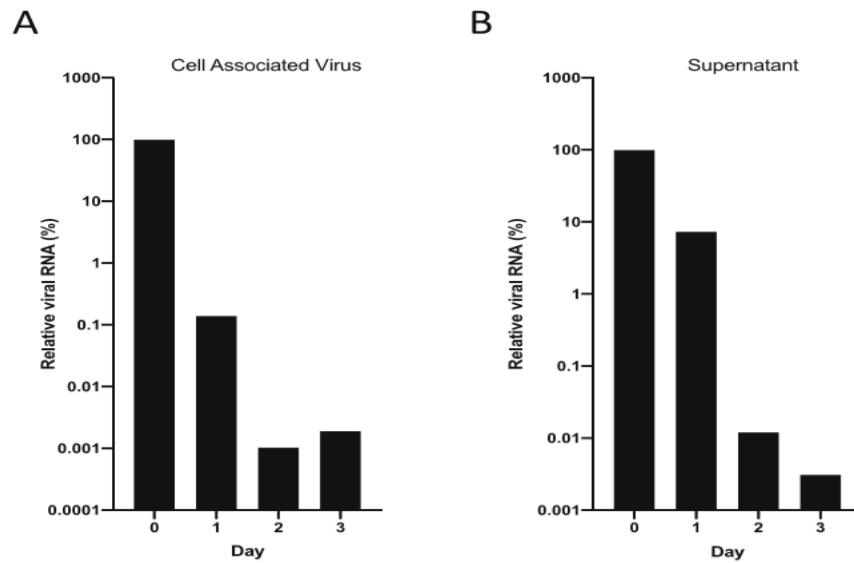 A
Cell Associated Virus
Relative viral RNA (%)
1000
100
10
1
0.1
0.01
0.001
0.0001
0 1 2 3
Day
B
Supernatant
Relative viral RNA (%)
1000
100
10
1
0.1
0.01
0.001
0 1 2 3
Day